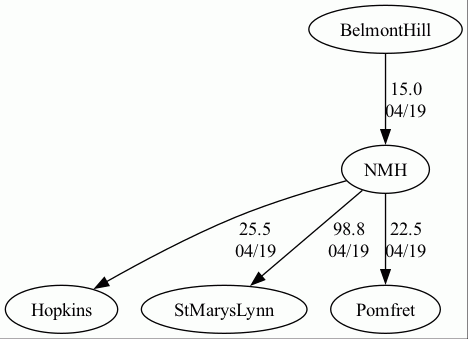 BelmontHill
15.0
04/19
NMH
25.5
04/19
98.8
04/19
22.5
04/19
Hopkins
StMarysLynn
Pomfret